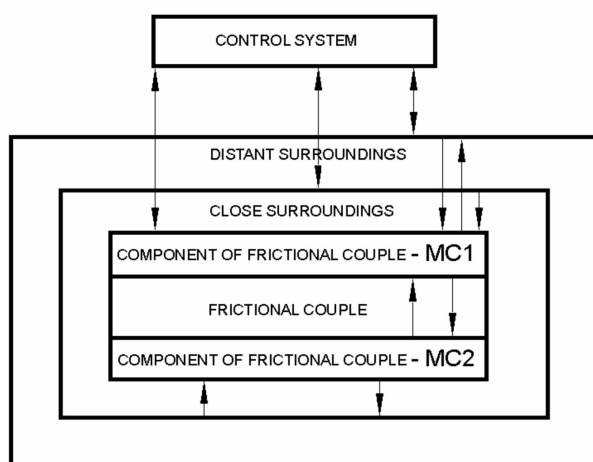 CONTROL SYSTEM
DISTANT SURROUNDINGS
CLOSE SURROUNDINGS
COMPONENT OF FRICTIONAL COUPLE - MC1
FRICTIONAL COUPLE
COMPONENT OF FRICTIONAL COUPLE - MC2